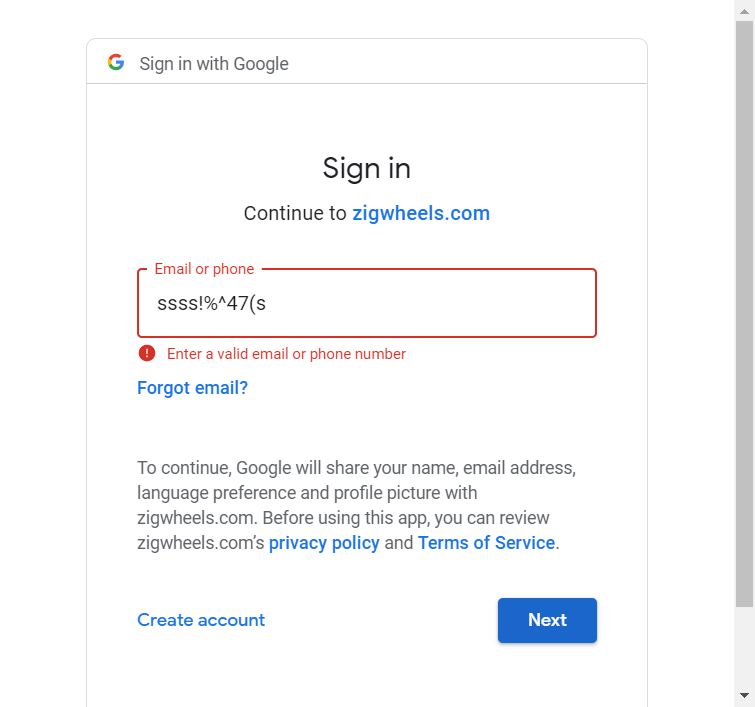 Sign in with Google
Sign in
Continue to zigwheels.com
Email or phone
ssss!%^47(s
Enter a valid email or phone number
Forgot email?
To continue, Google will share your name, email address,
language preference and profile picture with
zigwheels.com. Before using this app, you can review
zigwheels.com’s privacy policy and Terms of Service.
Create account
Next